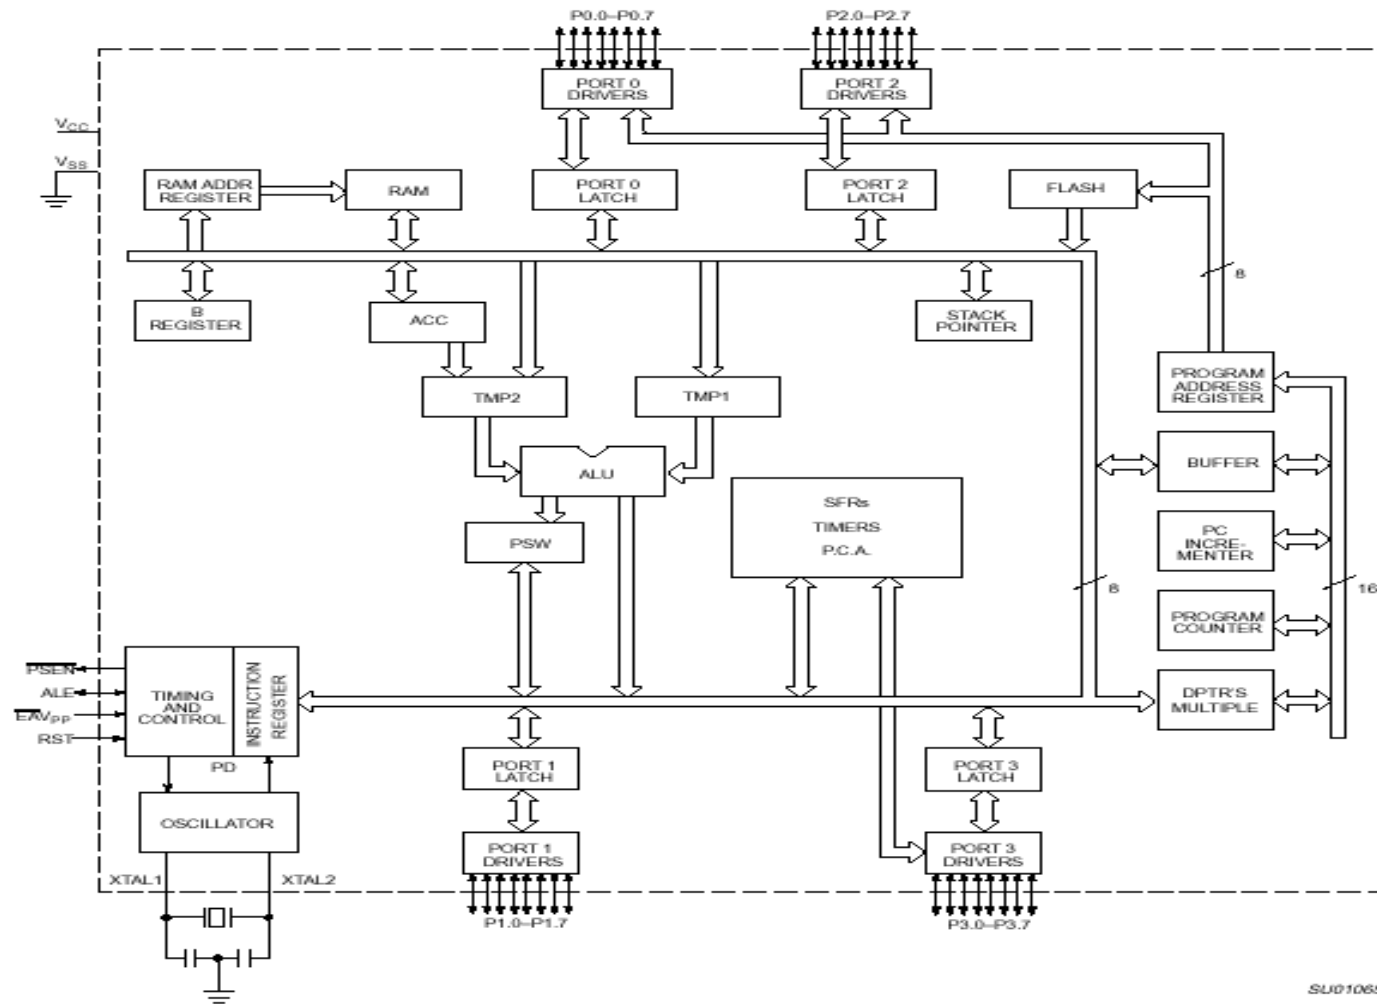 P0.0–P0.7
P2.0–P2.7
PORT 0
DRIVERS
PORT 2
DRIVERS
VCC
VSS
RAM ADDR
REGISTER
RAM
PORT 0
LATCH
PORT 2
LATCH
FLASH
8
B
REGISTER
ACC
STACK
POINTER
PROGRAM
ADDRESS
REGISTER
TMP2
TMP1
BUFFER
ALU
SFRs
TIMERS
P.C.A.
PSW
PC
INCRE-
MENTER
8
16
PROGRAM
COUNTER
PSEN
ALE
EAVPP
RST
TIMING
AND
CONTROL
INSTRUCTION
REGISTER
DPTR'S
MULTIPLE
PD
PORT 1
LATCH
PORT 3
LATCH
OSCILLATOR
PORT 1
DRIVERS
PORT 3
DRIVERS
XTAL1
XTAL2
P1.0–P1.7
P3.0–P3.7
SU01065